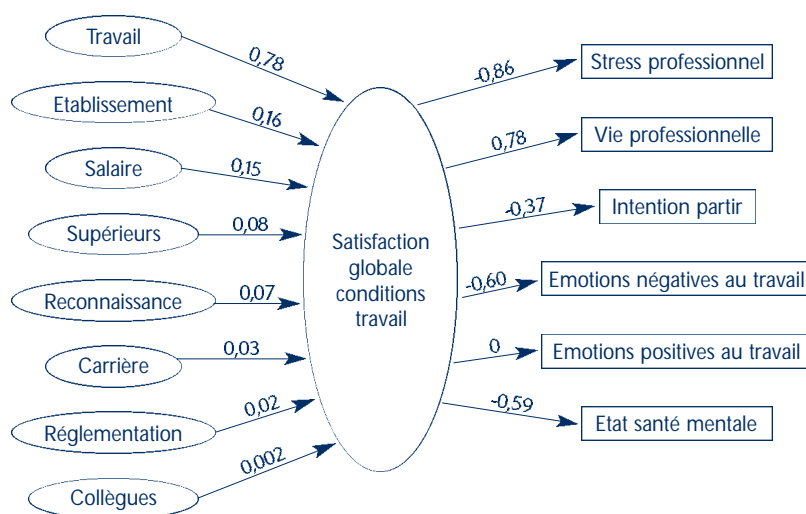 Travail
0,78
Etablissement
0,16
Salaire
0,15
Supérieurs
0,08
Reconnaissance
0,07
Carrière
0,03
Réglementation
0,02
Collègues
0,002
Satisfaction
globale
conditions
travail
-0,86
Stress professionnel
0,78
Vie professionnelle
-0,37
Intention partir
-0,60
Emotions négatives au travail
0
Emotions positives au travail
-0,59
Etat santé mentale